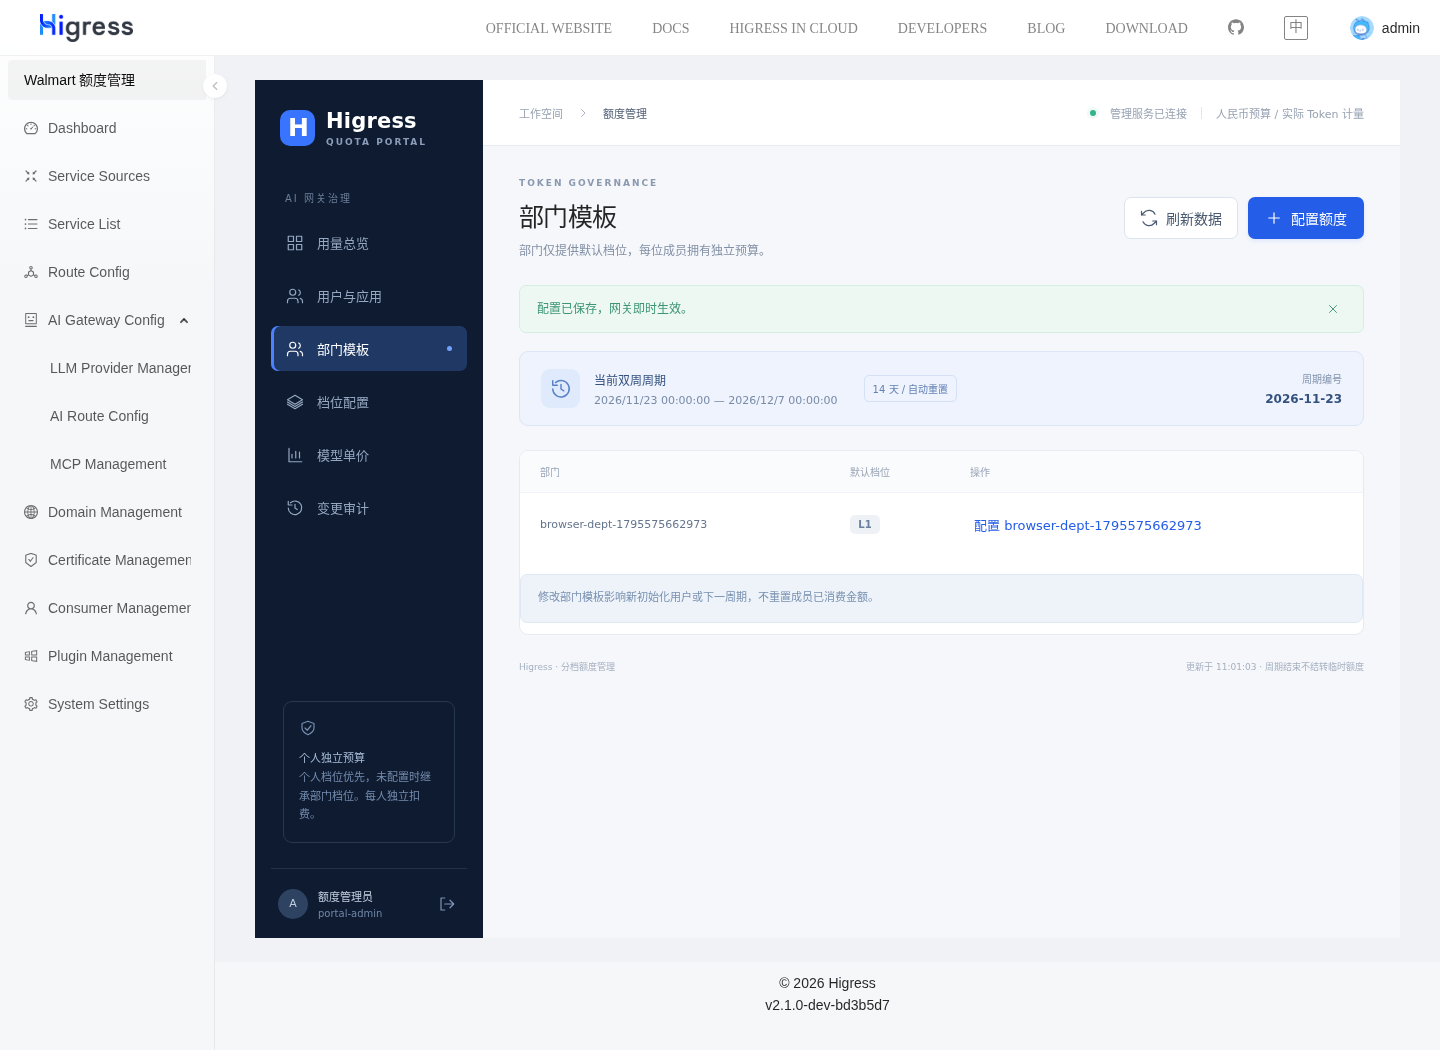 Higress
OFFICIAL WEBSITE
DOCS
HIGRESS IN CLOUD
DEVELOPERS
BLOG
DOWNLOAD
中
admin
Walmart 额度管理
Dashboard
Service Sources
Service List
Route Config
AI Gateway Config
LLM Provider Manager
AI Route Config
MCP Management
Domain Management
Certificate Managemen
Consumer Managemen
Plugin Management
System Settings
H
Higress
QUOTA PORTAL
AI 网关治理
用量总览
用户与应用
部门模板
档位配置
模型单价
变更审计
个人独立预算
个人档位优先，未配置时继
承部门档位。每人独立扣
费。
A
额度管理员
portal-admin
工作空间
额度管理
管理服务已连接
人民币预算 / 实际 Token 计量
TOKEN GOVERNANCE
部门模板
部门仅提供默认档位，每位成员拥有独立预算。
刷新数据
配置额度
配置已保存，网关即时生效。
当前双周周期
2026/11/23 00:00:00 — 2026/12/7 00:00:00
14 天 / 自动重置
周期编号
2026-11-23
部门
默认档位
操作
browser-dept-1795575662973
L1
配置 browser-dept-1795575662973
修改部门模板影响新初始化用户或下一周期，不重置成员已消费金额。
Higress · 分档额度管理
更新于 11:01:03 · 周期结束不结转临时额度
© 2026 Higress
v2.1.0-dev-bd3b5d7